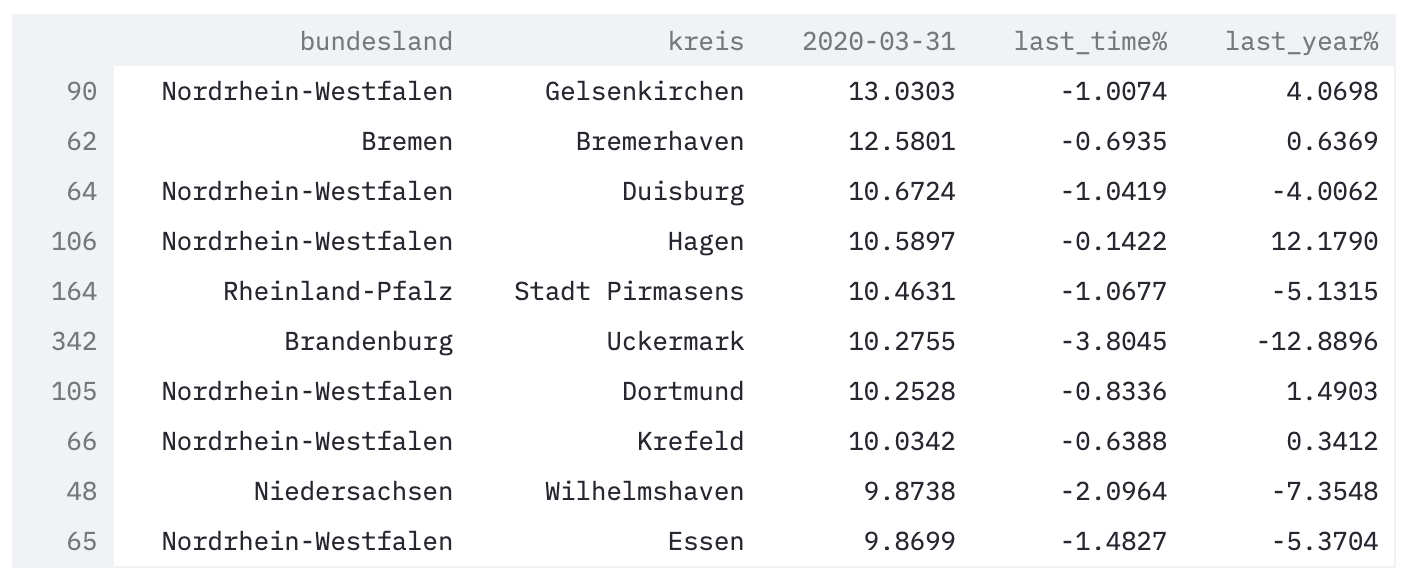 bundesland kreis 2020-03-31 last_time% last_year%
90 Nordrhein-Westfalen Gelsenkirchen 13.0303 -1.0074 4.0698
62 Bremen Bremerhaven 12.5801 -0.6935 0.6369
64 Nordrhein-Westfalen Duisburg 10.6724 -1.0419 -4.0062
106 Nordrhein-Westfalen Hagen 10.5897 -0.1422 12.1790
164 Rheinland-Pfalz Stadt Pirmasens 10.4631 -1.0677 -5.1315
342 Brandenburg Uckermark 10.2755 -3.8045 -12.8896
105 Nordrhein-Westfalen Dortmund 10.2528 -0.8336 1.4903
66 Nordrhein-Westfalen Krefeld 10.0342 -0.6388 0.3412
48 Niedersachsen Wilhelmshaven 9.8738 -2.0964 -7.3548
65 Nordrhein-Westfalen Essen 9.8699 -1.4827 -5.3704